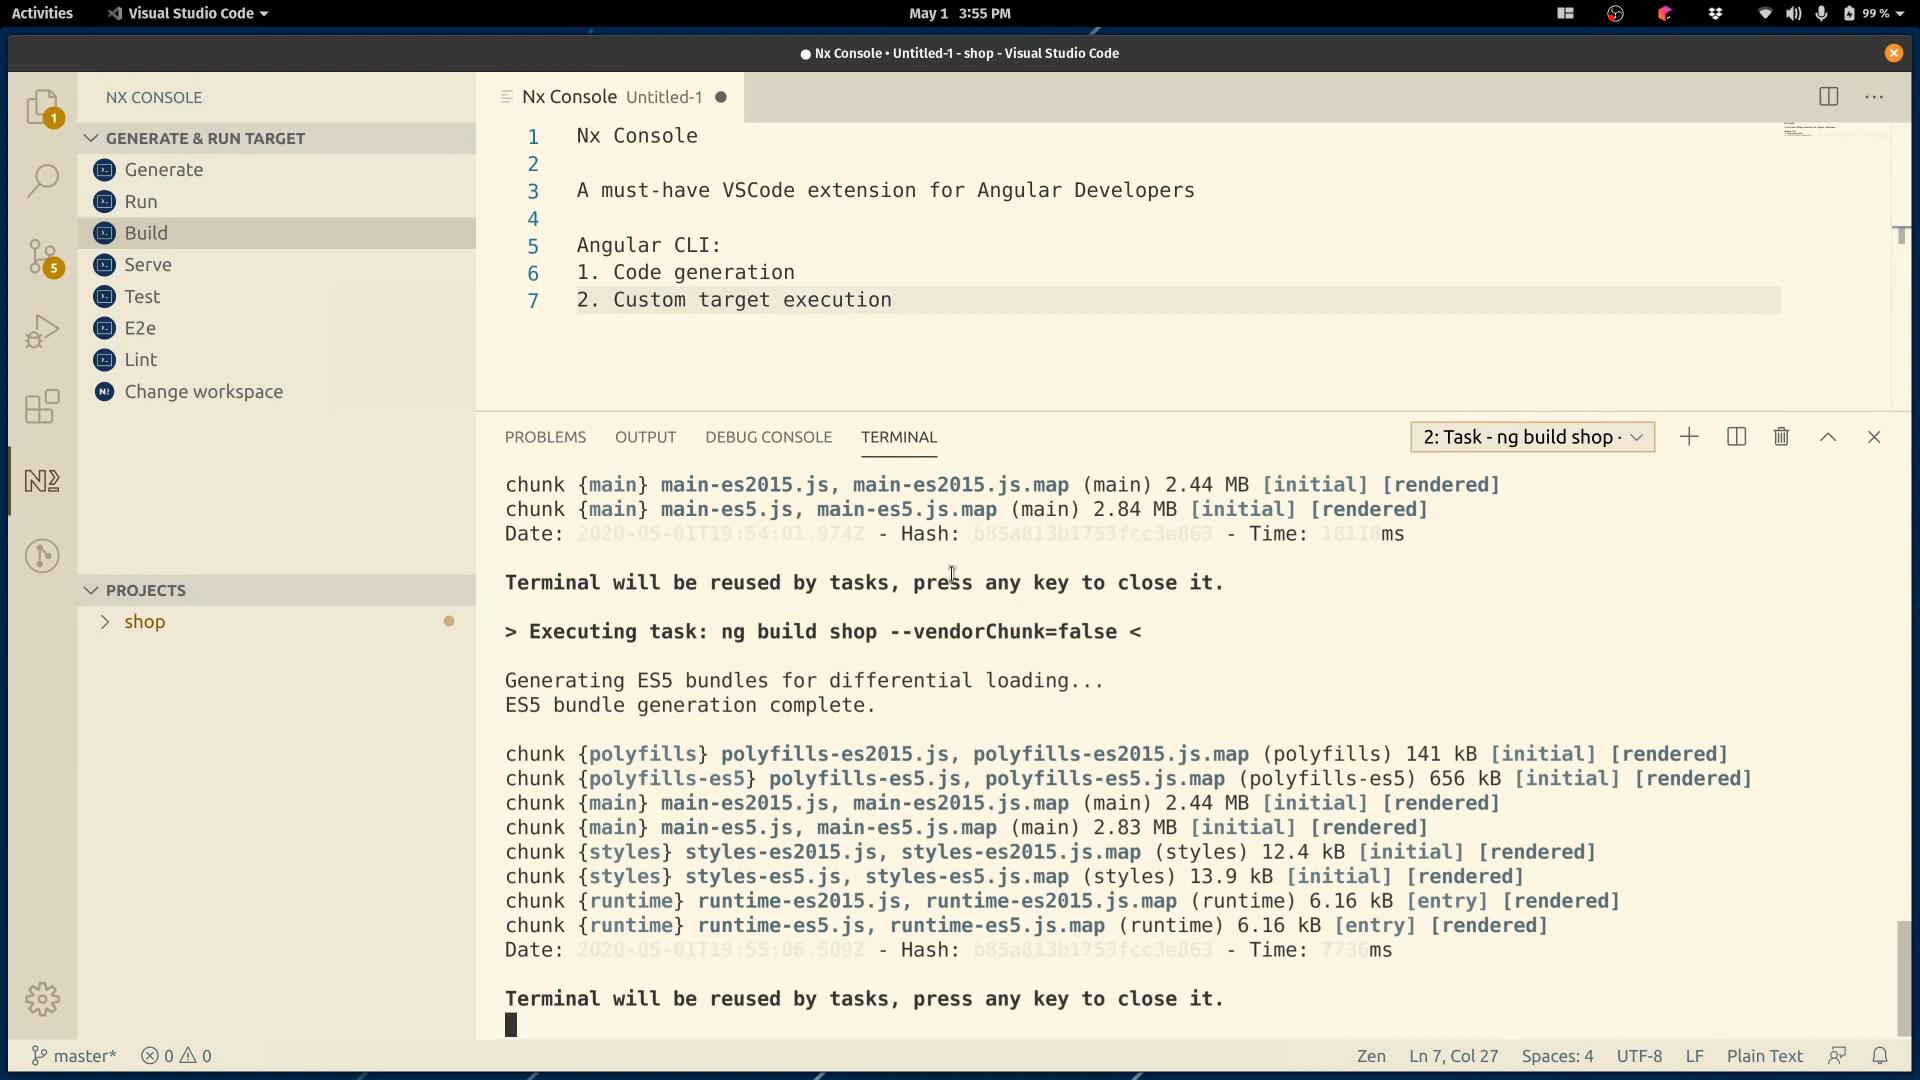 Activities Visual Studio Code May 1 3:55 PM 99 %
Nx Console • Untitled-1 - shop - Visual Studio Code
NX CONSOLE
GENERATE & RUN TARGET
Generate
Run
Build
Serve
Test
E2e
Lint
Change workspace
PROJECTS
shop
1
5
Nx Console Untitled-1
1 Nx Console
2
3 A must-have VSCode extension for Angular Developers
4
5 Angular CLI:
6 1. Code generation
7 2. Custom target execution
PROBLEMS OUTPUT DEBUG CONSOLE TERMINAL 2: Task - ng build shop
chunk {main} main-es2015.js, main-es2015.js.map (main) 2.44 MB [initial] [rendered]
chunk {main} main-es5.js, main-es5.js.map (main) 2.84 MB [initial] [rendered]
Date: 2020-05-01T19:54:01.974Z - Hash: b85a813b1753fcc3e863 - Time: 18118ms
Terminal will be reused by tasks, press any key to close it.
> Executing task: ng build shop --vendorChunk=false <
Generating ES5 bundles for differential loading...
ES5 bundle generation complete.
chunk {polyfills} polyfills-es2015.js, polyfills-es2015.js.map (polyfills) 141 kB [initial] [rendered]
chunk {polyfills-es5} polyfills-es5.js, polyfills-es5.js.map (polyfills-es5) 656 kB [initial] [rendered]
chunk {main} main-es2015.js, main-es2015.js.map (main) 2.44 MB [initial] [rendered]
chunk {main} main-es5.js, main-es5.js.map (main) 2.83 MB [initial] [rendered]
chunk {styles} styles-es2015.js, styles-es2015.js.map (styles) 12.4 kB [initial] [rendered]
chunk {styles} styles-es5.js, styles-es5.js.map (styles) 13.9 kB [initial] [rendered]
chunk {runtime} runtime-es2015.js, runtime-es2015.js.map (runtime) 6.16 kB [entry] [rendered]
chunk {runtime} runtime-es5.js, runtime-es5.js.map (runtime) 6.16 kB [entry] [rendered]
Date: 2020-05-01T19:55:06.509Z - Hash: b85a813b1753fcc3e863 - Time: 7736ms
Terminal will be reused by tasks, press any key to close it.
master* 0 0 Zen Ln 7, Col 27 Spaces: 4 UTF-8 LF Plain Text